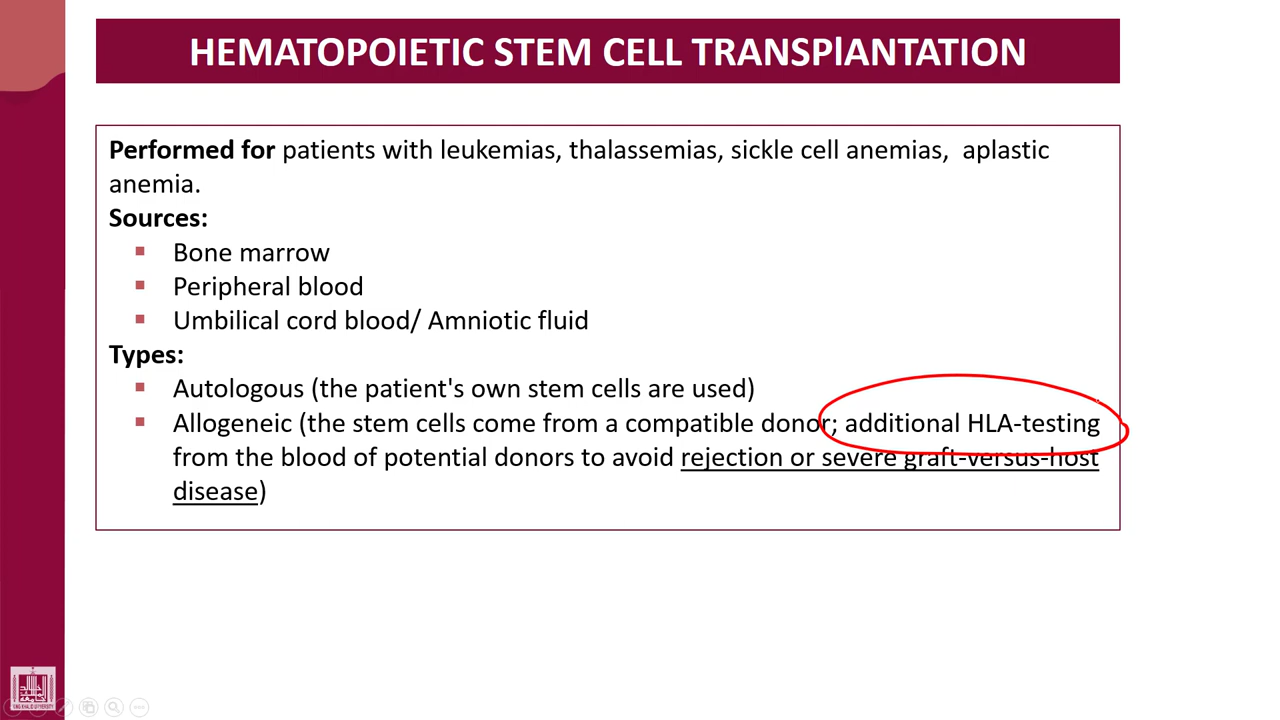 HEMATOPOIETIC STEM CELL TRANSPlANTATION
Performed for patients with leukemias, thalassemias, sickle cell anemias,  aplastic
anemia.
Sources:
▪ Bone marrow
▪ Peripheral blood
▪ Umbilical cord blood/ Amniotic fluid
Types:
▪ Autologous (the patient's own stem cells are used)
▪ Allogeneic (the stem cells come from a compatible donor; additional HLA-testing
from the blood of potential donors to avoid rejection or severe graft-versus-host
disease)
KING KHALID UNIVERSITY